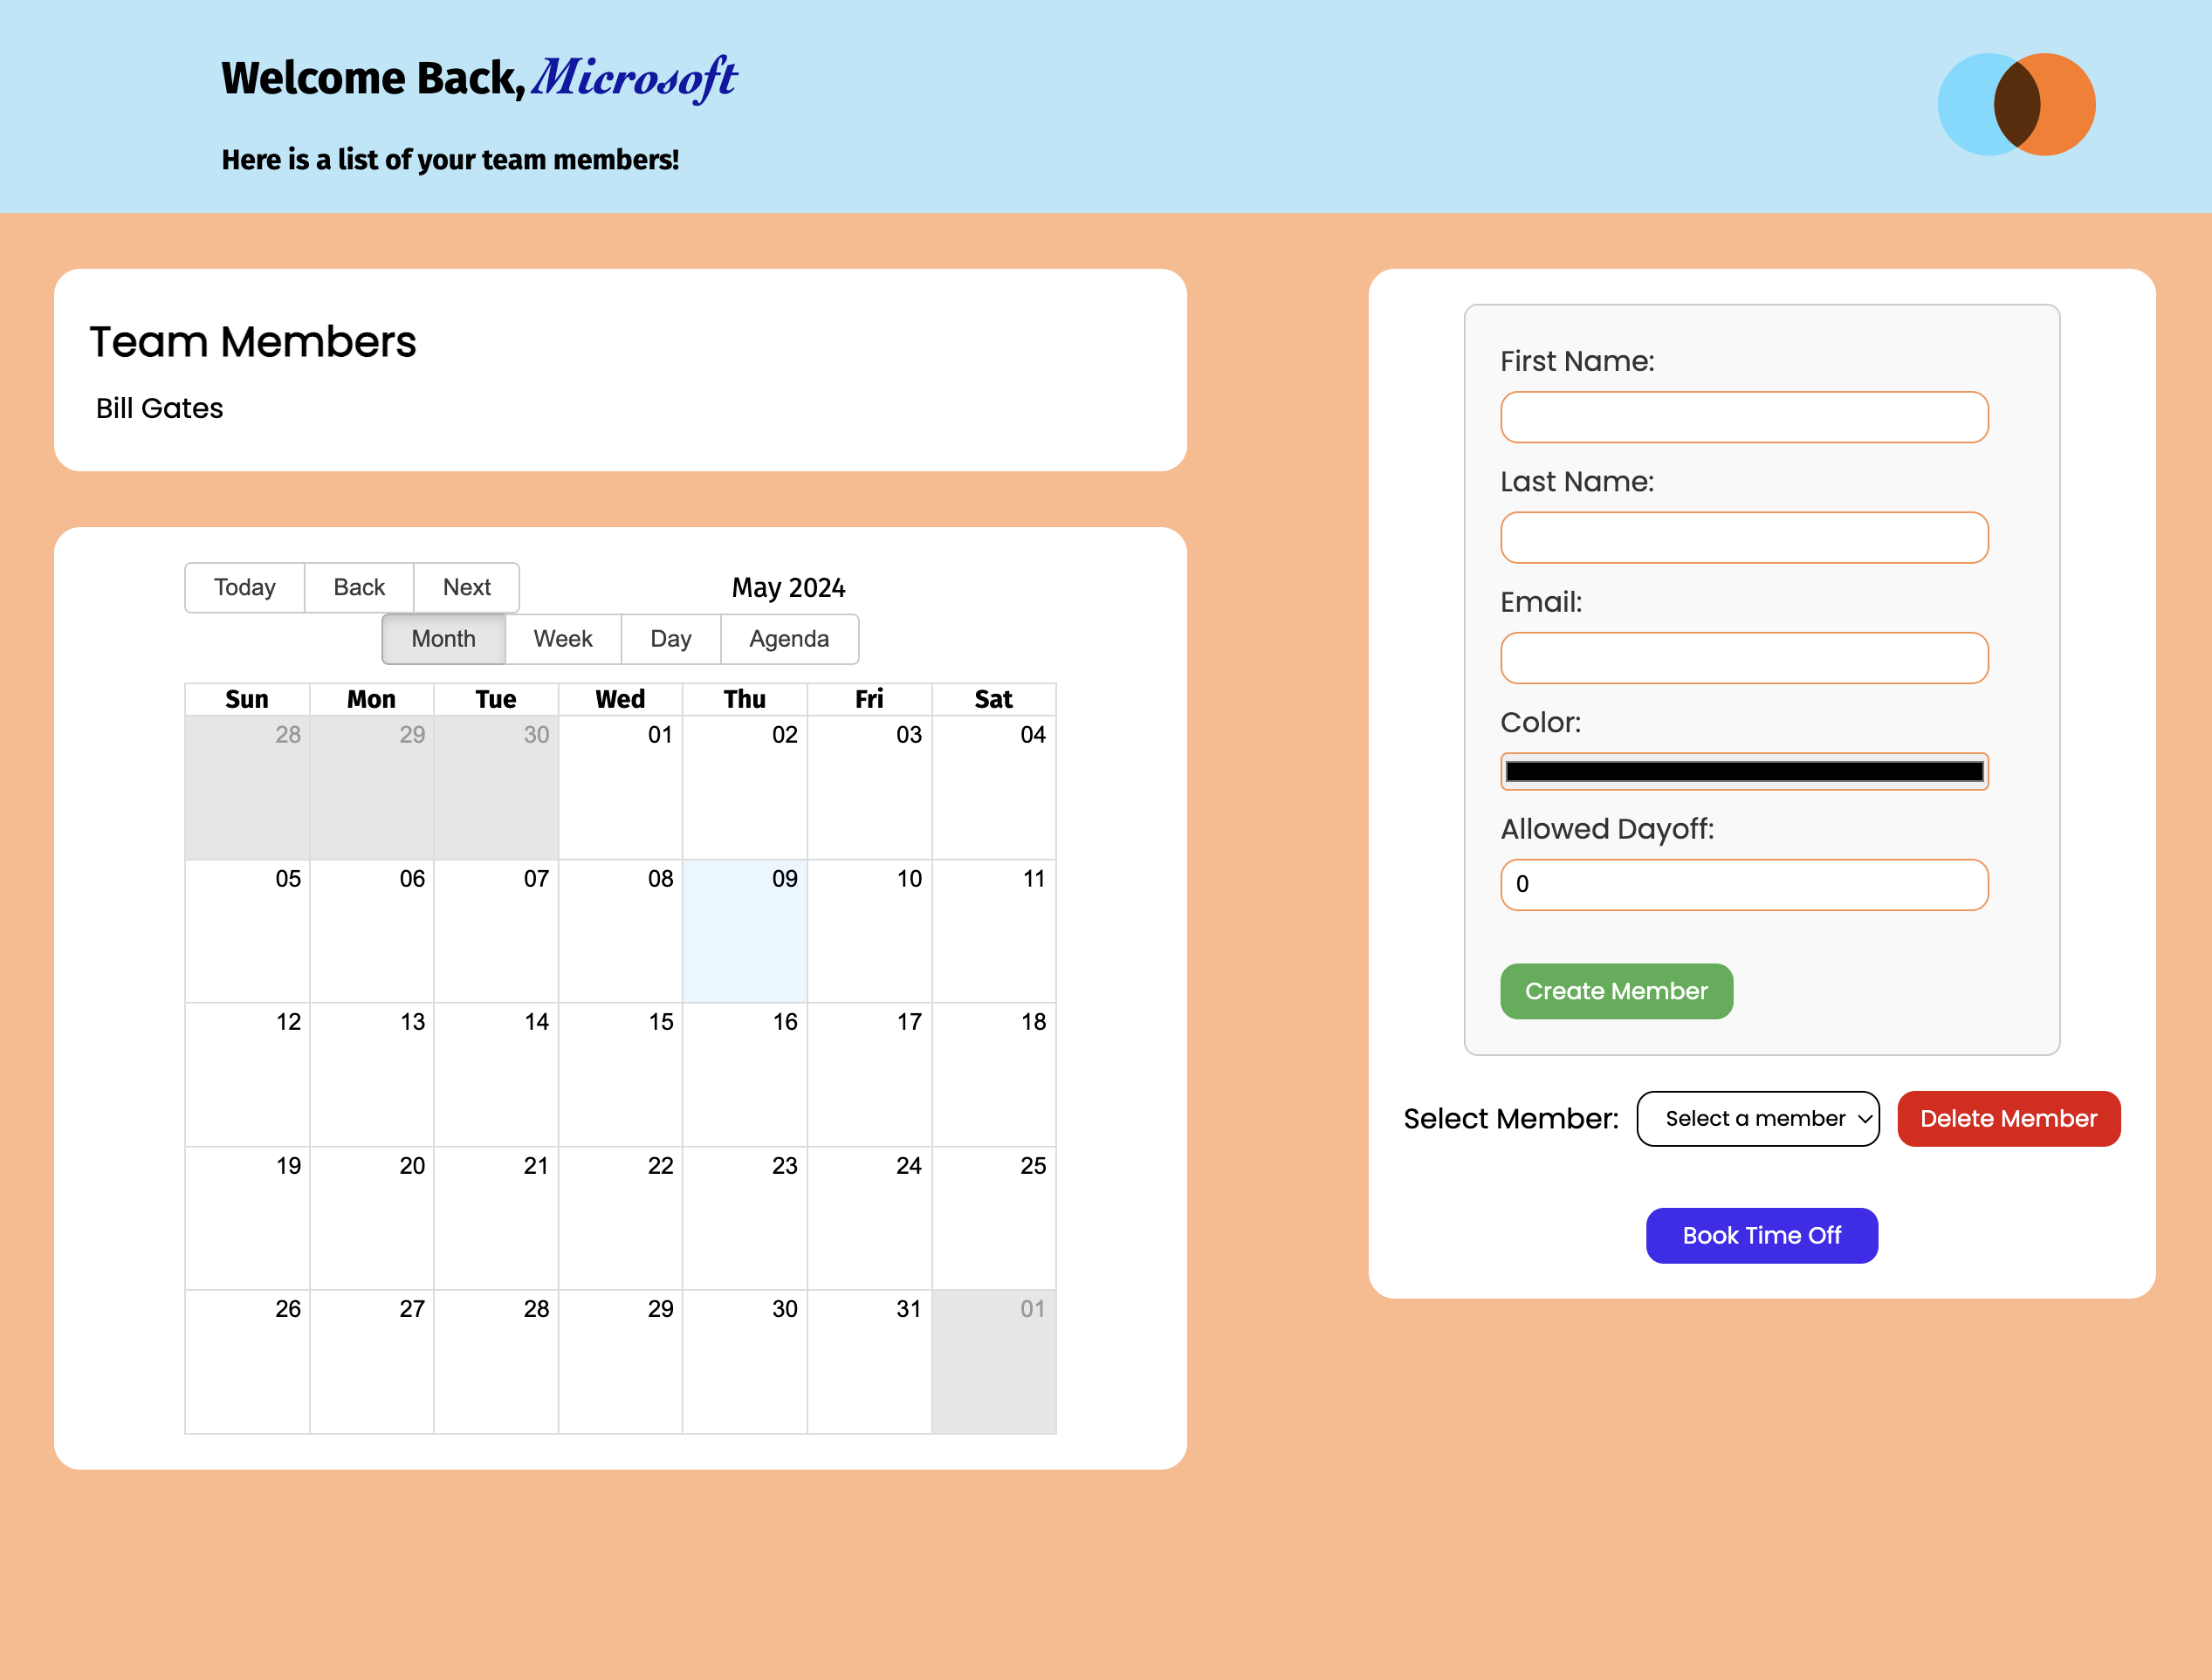 Welcome Back, Microsoft
Here is a list of your team members!
Team Members
Bill Gates
Today Back Next May 2024
Month Week Day Agenda
Sun Mon Tue Wed Thu Fri Sat
28 29 30 01 02 03 04
05 06 07 08 09 10 11
12 13 14 15 16 17 18
19 20 21 22 23 24 25
26 27 28 29 30 31 01
First Name:
Last Name:
Email:
Color:
Allowed Dayoff:
0
Create Member
Select Member: Select a member Delete Member
Book Time Off